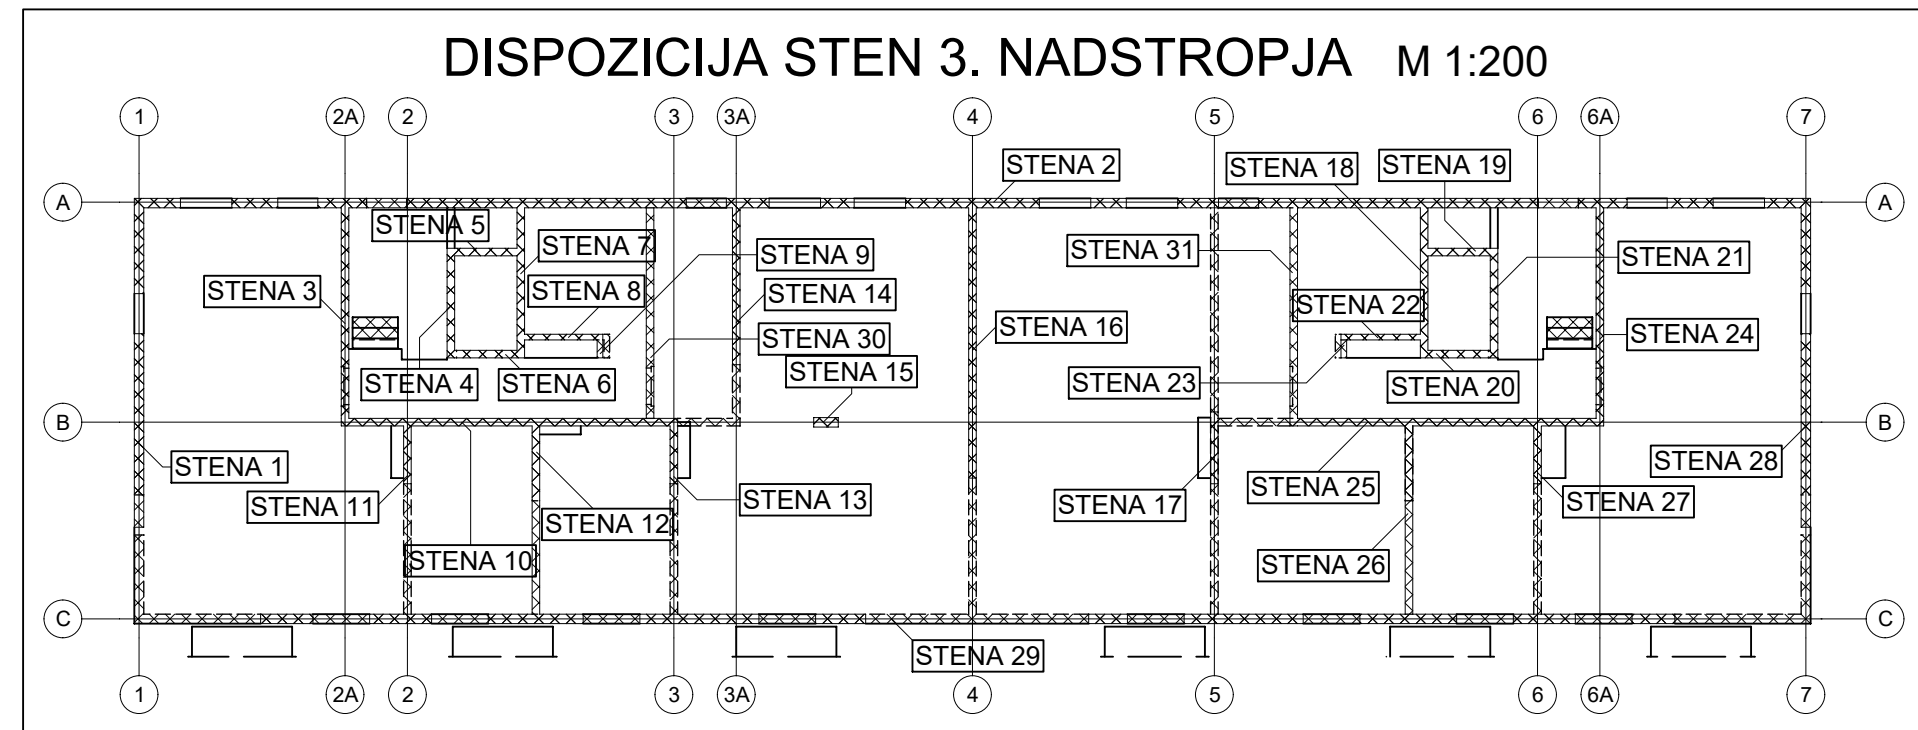 DISPOZICIJA STEN 3. NADSTROPJA M 1:200
1 2A 2 3 3A 4 5 6 6A 7
STENA 2 STENA 18 STENA 19
A A
STENA 5 STENA 7 STENA 9 STENA 31 STENA 21
STENA 3 STENA 8 STENA 14 STENA 22
STENA 30 STENA 16 STENA 24
STENA 4 STENA 6 STENA 15 STENA 23 STENA 20
B B
STENA 1 STENA 28
STENA 11 STENA 12 STENA 13 STENA 17 STENA 25 STENA 27
STENA 10 STENA 26
C C
STENA 29
1 2A 2 3 3A 4 5 6 6A 7